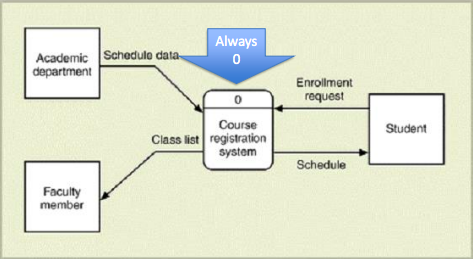 Always
0
Academic
department
Schedule data
0
Course
registration
system
Enrollment
request
Student
Class list
Schedule
Faculty
member